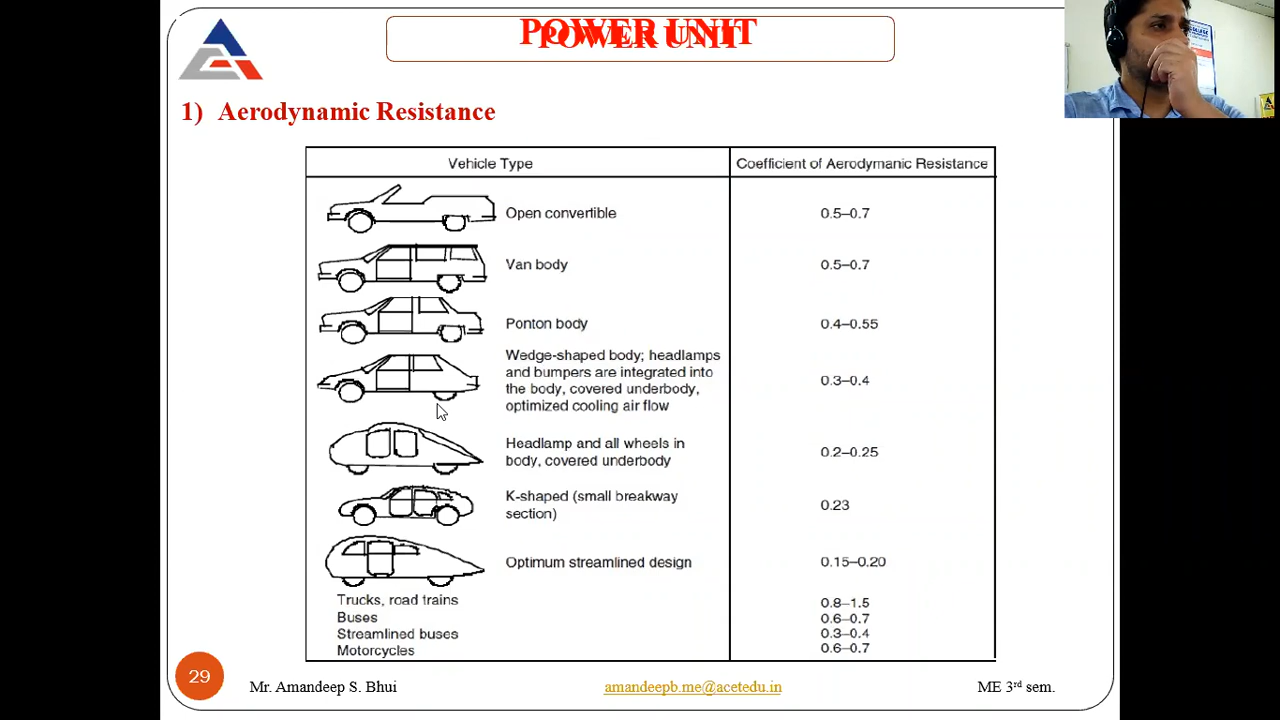 POWER UNIT
POWER UNIT
1) Aerodynamic Resistance
Vehicle Type
Coefficient of Aerodymanic Resistance
Open convertible
0.5–0.7
Van body
0.5–0.7
Ponton body
0.4–0.55
Wedge-shaped body; headlamps
and bumpers are integrated into
the body, covered underbody,
optimized cooling air flow
0.3–0.4
Headlamp and all wheels in
body, covered underbody
0.2–0.25
K-shaped (small breakway
section)
0.23
Optimum streamlined design
0.15–0.20
Trucks, road trains
0.8–1.5
Buses
0.6–0.7
Streamlined buses
0.3–0.4
Motorcycles
0.6–0.7
29
Mr. Amandeep S. Bhui
amandeepb.me@acetedu.in
ME 3rd sem.